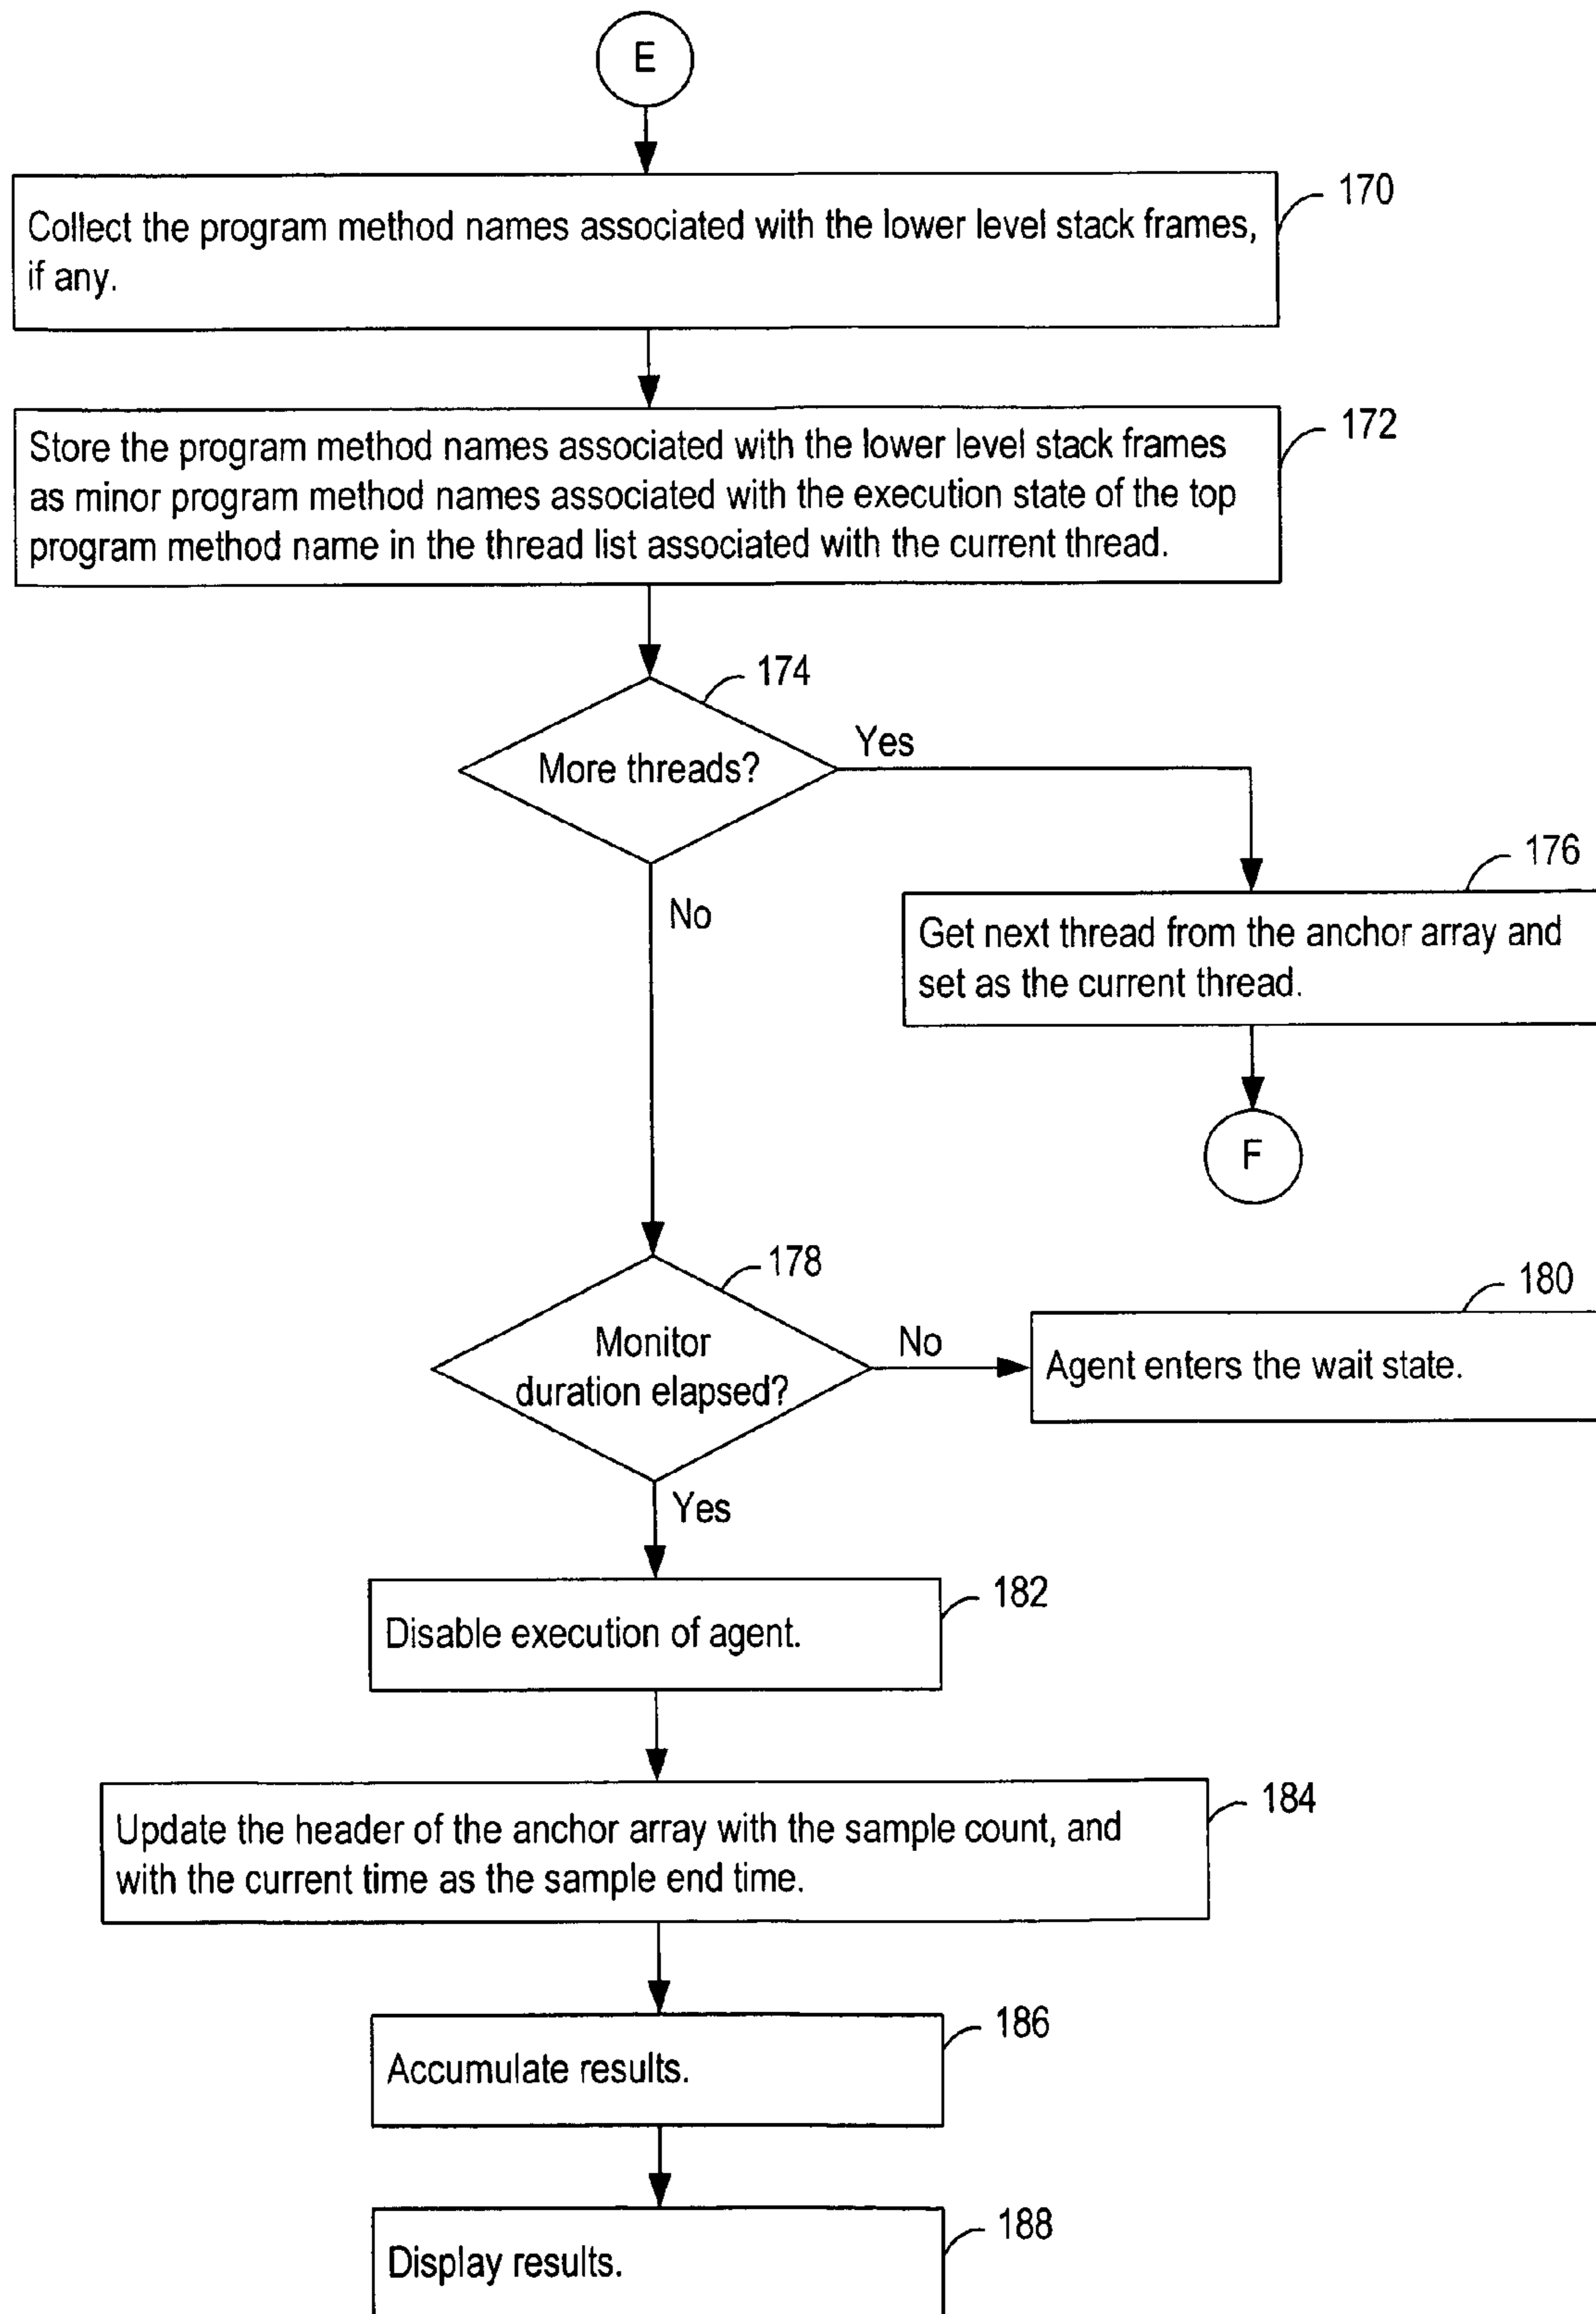 E
170
Collect the program method names associated with the lower level stack frames,
if any.
172
Store the program method names associated with the lower level stack frames
as minor program method names associated with the execution state of the top
program method name in the thread list associated with the current thread.
174
More threads?
Yes
No
176
Get next thread from the anchor array and
set as the current thread.
F
178
Monitor
duration elapsed?
No
Yes
180
Agent enters the wait state.
182
Disable execution of agent.
184
Update the header of the anchor array with the sample count, and
with the current time as the sample end time.
186
Accumulate results.
188
Display results.